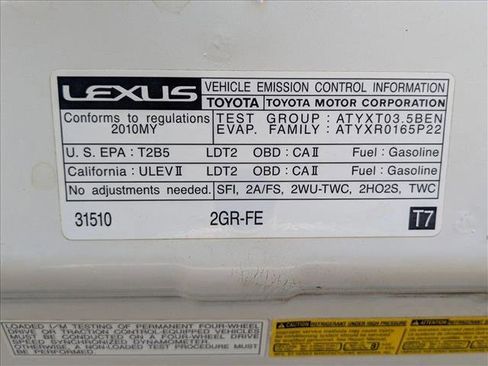 LEXUS
VEHICLE EMISSION CONTROL INFORMATION
TOYOTA TOYOTA MOTOR CORPORATION
Conforms to regulations
2010MY
TEST GROUP : ATYXT03.5BEN
EVAP. FAMILY : ATYXR0165P22
U. S. EPA : T2B5 LDT2 OBD : CAⅡ Fuel : Gasoline
California : ULEVⅡ LDT2 OBD : CAⅡ Fuel : Gasoline
No adjustments needed. SFI, 2A/FS, 2WU-TWC, 2HO2S, TWC
31510 2GR-FE T7
LOADED I/M TESTING OF PERMANENT FOUR-WHEEL
DRIVE OR TRACTION CONTROL-EQUIPPED VEHICLES
MUST BE CONDUCTED ON A FOUR-WHEEL DRIVE
SPEED SYNCHRONIZED DYNAMOMETER.
OTHERWISE, A NON-LOADED TEST PROCEDURE MUST
BE PERFORMED.
CAUTION REFRIGERANT UNDER HIGH PRESSURE
ATTENTION